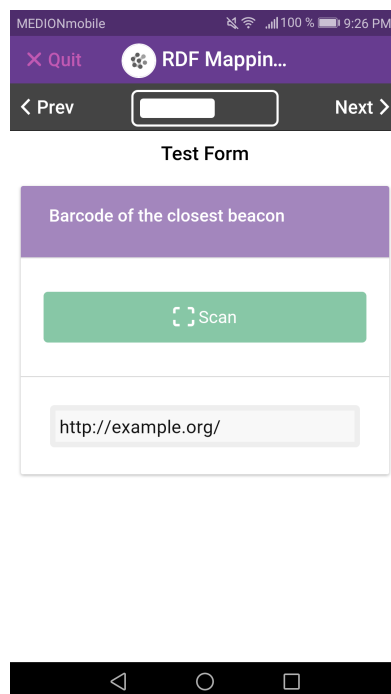 MEDIONmobile 100 % 9:26 PM
Quit RDF Mappin...
Prev Next
Test Form
Barcode of the closest beacon
Scan
http://example.org/